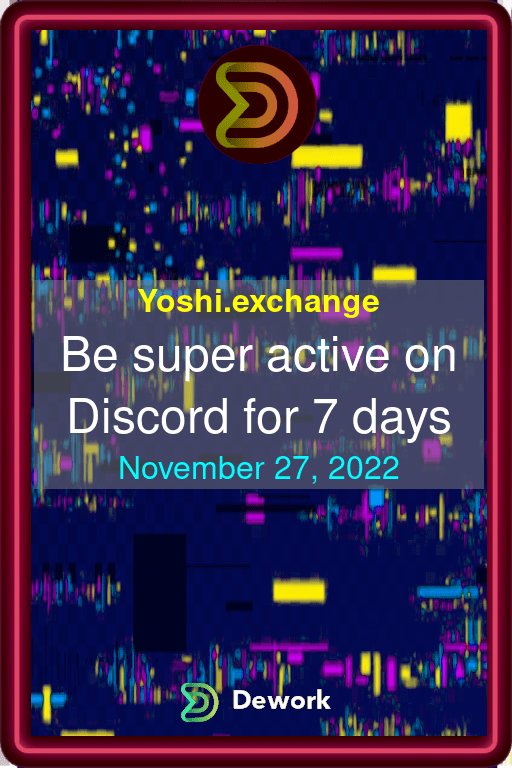 Yoshi.exchange
Be super active on
Discord for 7 days
November 27, 2022
Dework